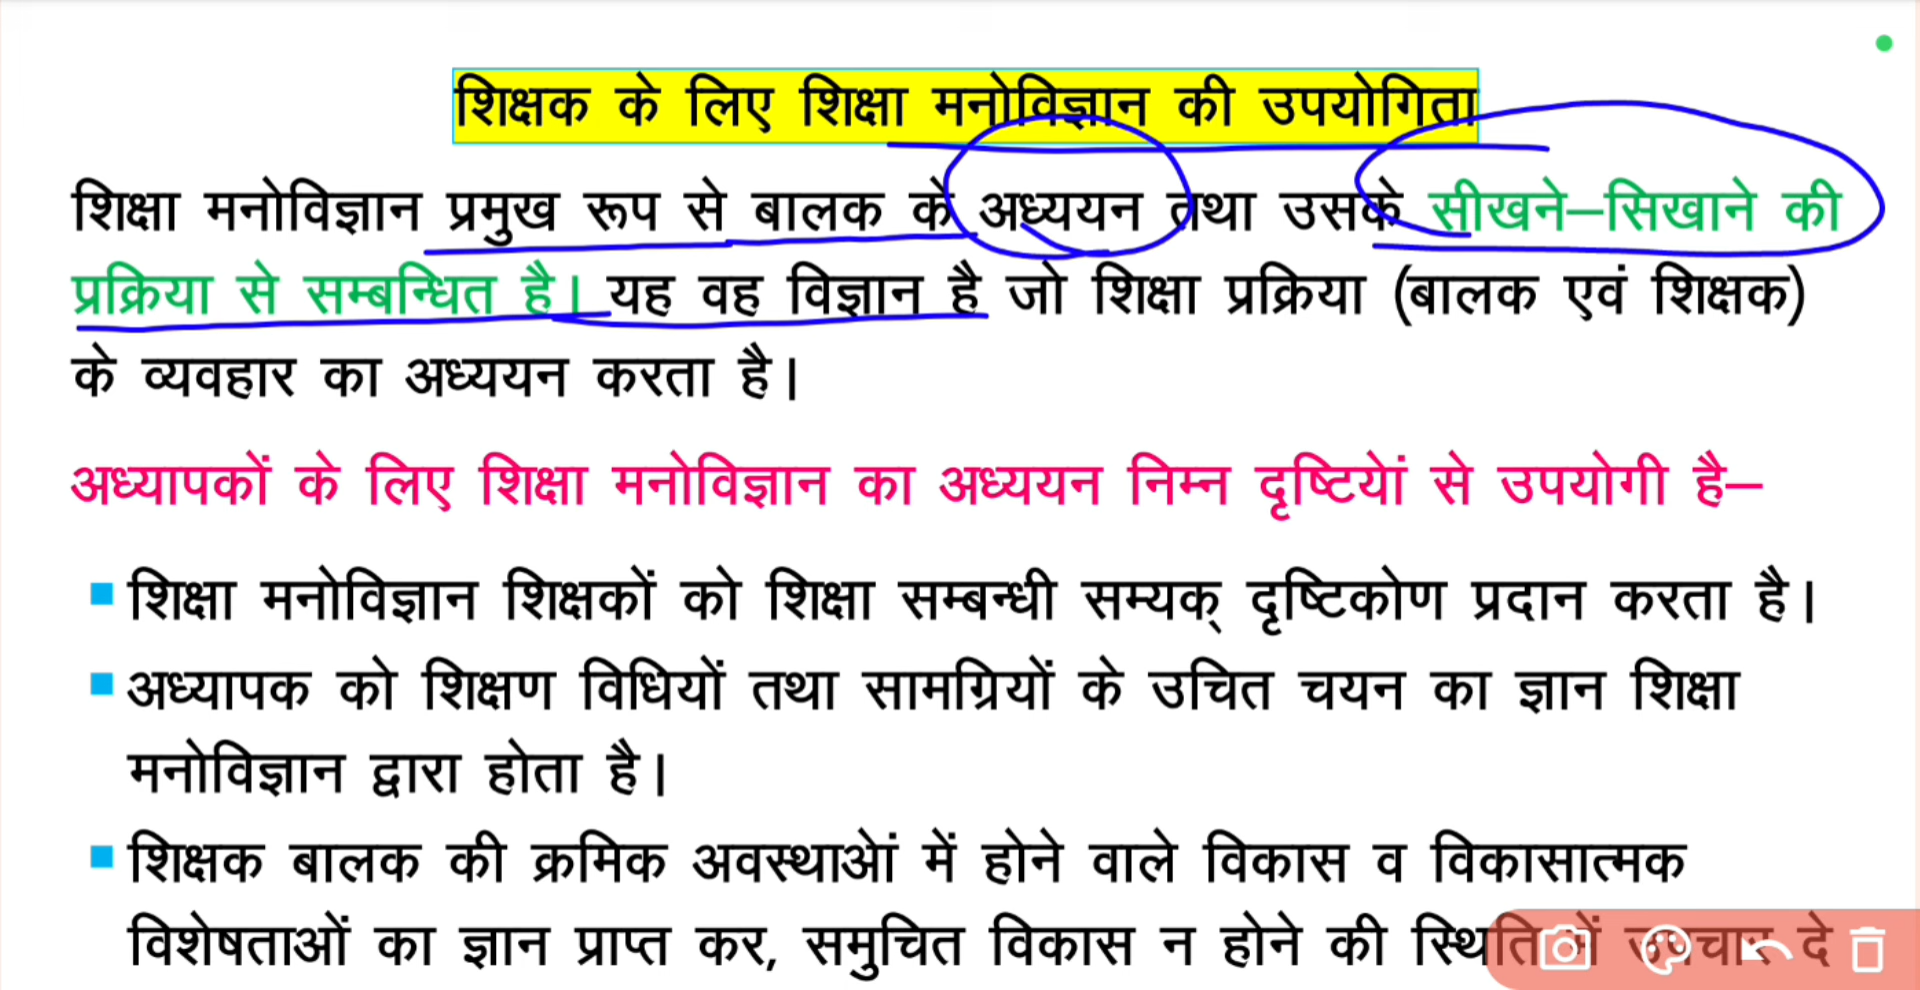 शिक्षक के लिए शिक्षा मनोविज्ञान की उपयोगिता
शिक्षा मनोविज्ञान प्रमुख रूप से बालक के अध्ययन तथा उसके सीखने–सिखाने की
प्रक्रिया से सम्बन्धित है। यह वह विज्ञान है जो शिक्षा प्रक्रिया (बालक एवं शिक्षक)
के व्यवहार का अध्ययन करता है।
अध्यापकों के लिए शिक्षा मनोविज्ञान का अध्ययन निम्न दृष्टियों से उपयोगी है–
शिक्षा मनोविज्ञान शिक्षकों को शिक्षा सम्बन्धी सम्यक् दृष्टिकोण प्रदान करता है।
अध्यापक को शिक्षण विधियों तथा सामग्रियों के उचित चयन का ज्ञान शिक्षा
मनोविज्ञान द्वारा होता है।
शिक्षक बालक की क्रमिक अवस्थाओं में होने वाले विकास व विकासात्मक
विशेषताओं का ज्ञान प्राप्त कर, समुचित विकास न होने की स्थिति में उपचार दे